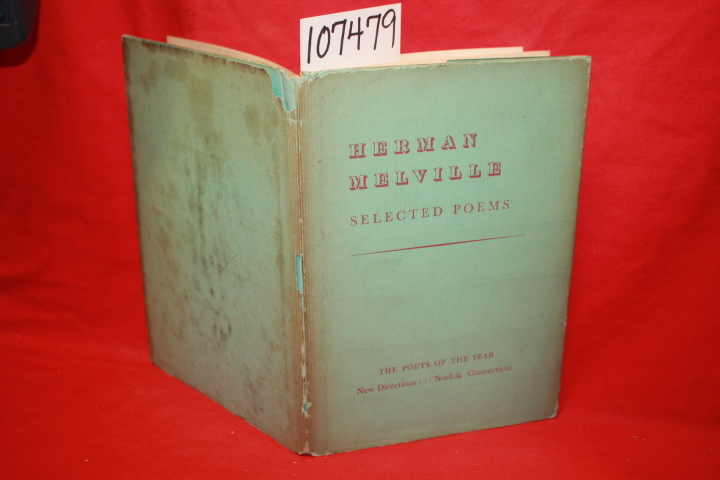 107479
HERMAN
MELVILLE
SELECTED POEMS
THE POETS OF THE YEAR
New Directions : : : Norfolk Connecticut